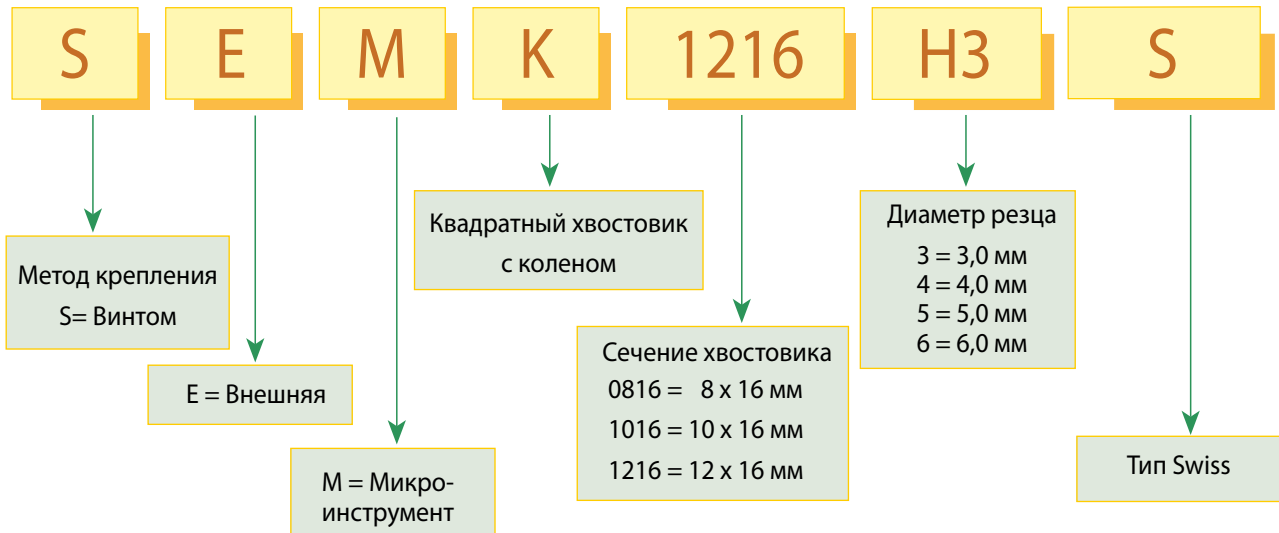 S E M K 1216 H3 S
Метод крепления
S= Винтом
E = Внешняя
M = Микро-
инструмент
Квадратный хвостовик
с коленом
Сечение хвостовика
0816 = 8 x 16 мм
1016 = 10 x 16 мм
1216 = 12 x 16 мм
Диаметр резца
3 = 3,0 мм
4 = 4,0 мм
5 = 5,0 мм
6 = 6,0 мм
Тип Swiss